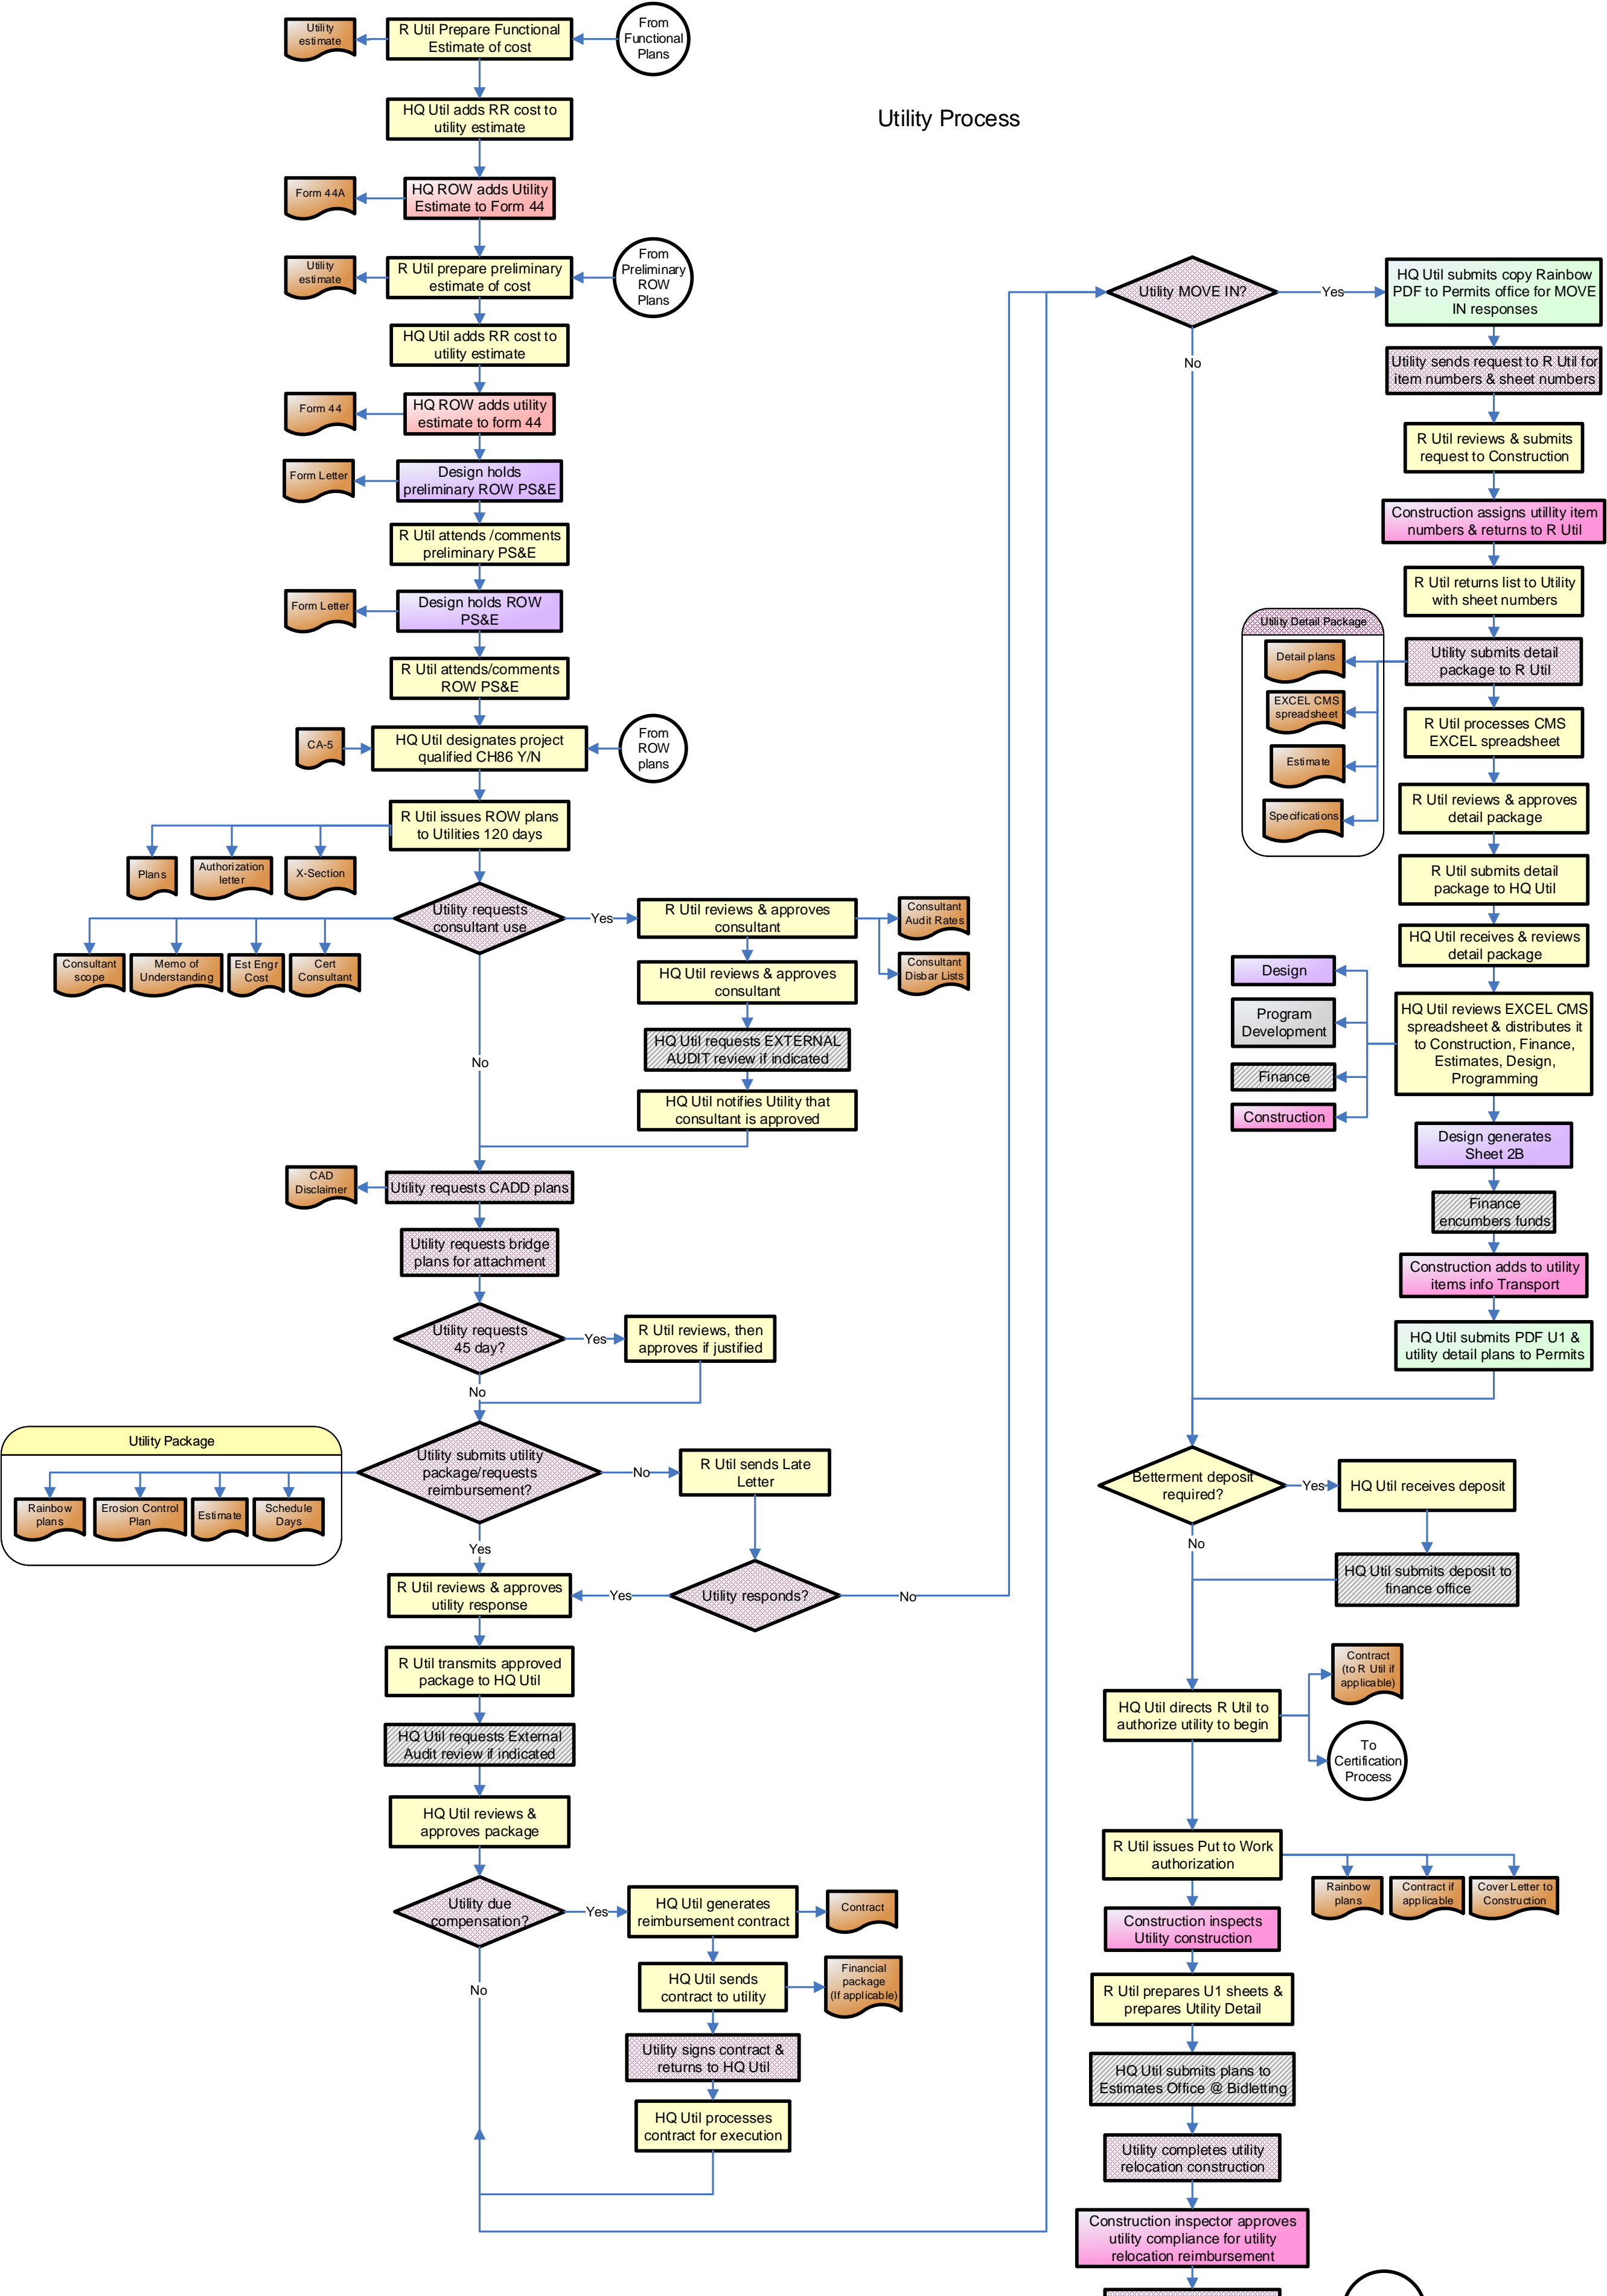 Utility Process
From
Functional
Plans
R Util Prepare Functional
Estimate of cost
Utility
estimate
HQ Util adds RR cost to
utility estimate
HQ ROW adds Utility
Estimate to Form 44
Form 44A
From
Preliminary
ROW
Plans
R Util prepare preliminary
estimate of cost
Utility
estimate
HQ Util adds RR cost to
utility estimate
HQ ROW adds utility
estimate to form 44
Form 44
Design holds
preliminary ROW PS&E
Form Letter
R Util attends /comments
preliminary PS&E
Design holds ROW
PS&E
Form Letter
R Util attends/comments
ROW PS&E
CA-5
HQ Util designates project
qualified CH86 Y/N
From
ROW
plans
R Util issues ROW plans
to Utilities 120 days
Plans
Authorization
letter
X-Section
Utility requests
consultant use
Consultant
scope
Memo of
Understanding
Est Engr
Cost
Cert
Consultant
Yes
R Util reviews & approves
consultant
Consultant
Audit Rates
Consultant
Disbar Lists
HQ Util reviews & approves
consultant
HQ Util requests EXTERNAL
AUDIT review if indicated
HQ Util notifies Utility that
consultant is approved
No
Utility requests CADD plans
CAD
Disclaimer
Utility requests bridge
plans for attachment
Utility requests
45 day?
Yes
R Util reviews, then
approves if justified
No
Utility submits utility
package/requests
reimbursement?
Utility Package
Rainbow
plans
Erosion Control
Plan
Estimate
Schedule
Days
No
R Util sends Late
Letter
Yes
Utility responds?
Yes
No
R Util reviews & approves
utility response
R Util transmits approved
package to HQ Util
HQ Util requests External
Audit review if indicated
HQ Util reviews &
approves package
Utility due
compensation?
Yes
HQ Util generates
reimbursement contract
Contract
HQ Util sends
contract to utility
Financial
package
(If applicable)
Utility signs contract &
returns to HQ Util
HQ Util processes
contract for execution
No
Utility MOVE IN?
Yes
HQ Util submits copy Rainbow
PDF to Permits office for MOVE
IN responses
No
Utility sends request to R Util for
item numbers & sheet numbers
R Util reviews & submits
request to Construction
Construction assigns utillity item
numbers & returns to R Util
R Util returns list to Utility
with sheet numbers
Utility submits detail
package to R Util
Utility Detail Package
Detail plans
EXCEL CMS
spreadsheet
Estimate
Specifications
R Util processes CMS
EXCEL spreadsheet
R Util reviews & approves
detail package
R Util submits detail
package to HQ Util
HQ Util receives & reviews
detail package
HQ Util reviews EXCEL CMS
spreadsheet & distributes it
to Construction, Finance,
Estimates, Design,
Programming
Design
Program
Development
Finance
Construction
Design generates
Sheet 2B
Finance
encumbers funds
Construction adds to utility
items info Transport
HQ Util submits PDF U1 &
utility detail plans to Permits
Betterment deposit
required?
Yes
HQ Util receives deposit
No
HQ Util submits deposit to
finance office
HQ Util directs R Util to
authorize utility to begin
Contract
(to R Util if
applicable)
To
Certification
Process
R Util issues Put to Work
authorization
Rainbow
plans
Contract if
applicable
Cover Letter to
Construction
Construction inspects
Utility construction
R Util prepares U1 sheets &
prepares Utility Detail
HQ Util submits plans to
Estimates Office @ Bidletting
Utility completes utility
relocation construction
Construction inspector approves
utility compliance for utility
relocation reimbursement